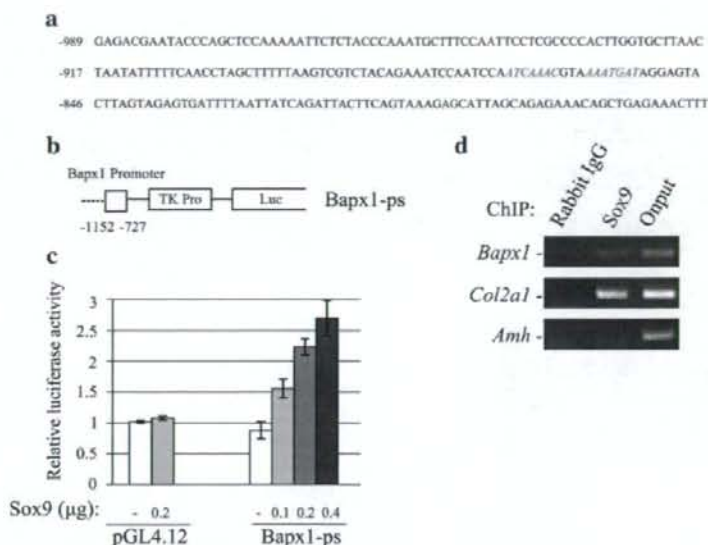 a
-989 GAGACGAATACCCAGCTCCAAAAATTCTCTACCCAAATGCTTTCCAATTCCTCGCCCCACTTGGTGCTTAAC
-917 TAATATTTTTCAACCTAGCTTTTTAAGTCGTCTACAGAAATCCAATCCAATCAAACGTAAAATGATAGGAGTA
-846 CTTAGTAGAGTGATTTTAATTATCAGATTACTTCAGTAAAGAGCATTAGCAGAGAAACAGCTGAGAAACTTT
b
Bapx1 Promoter
TK Pro Luc Bapx1-ps
-1152 -727
c
Relative luciferase activity
3
2.5
2
1.5
1
0.5
0
Sox9 (μg): - 0.2 - 0.1 0.2 0.4
pGL4.12 Bapx1-ps
d
ChIP: Rabbit IgG Sox9 Onput
Bapx1 -
Col2a1 -
Amh -